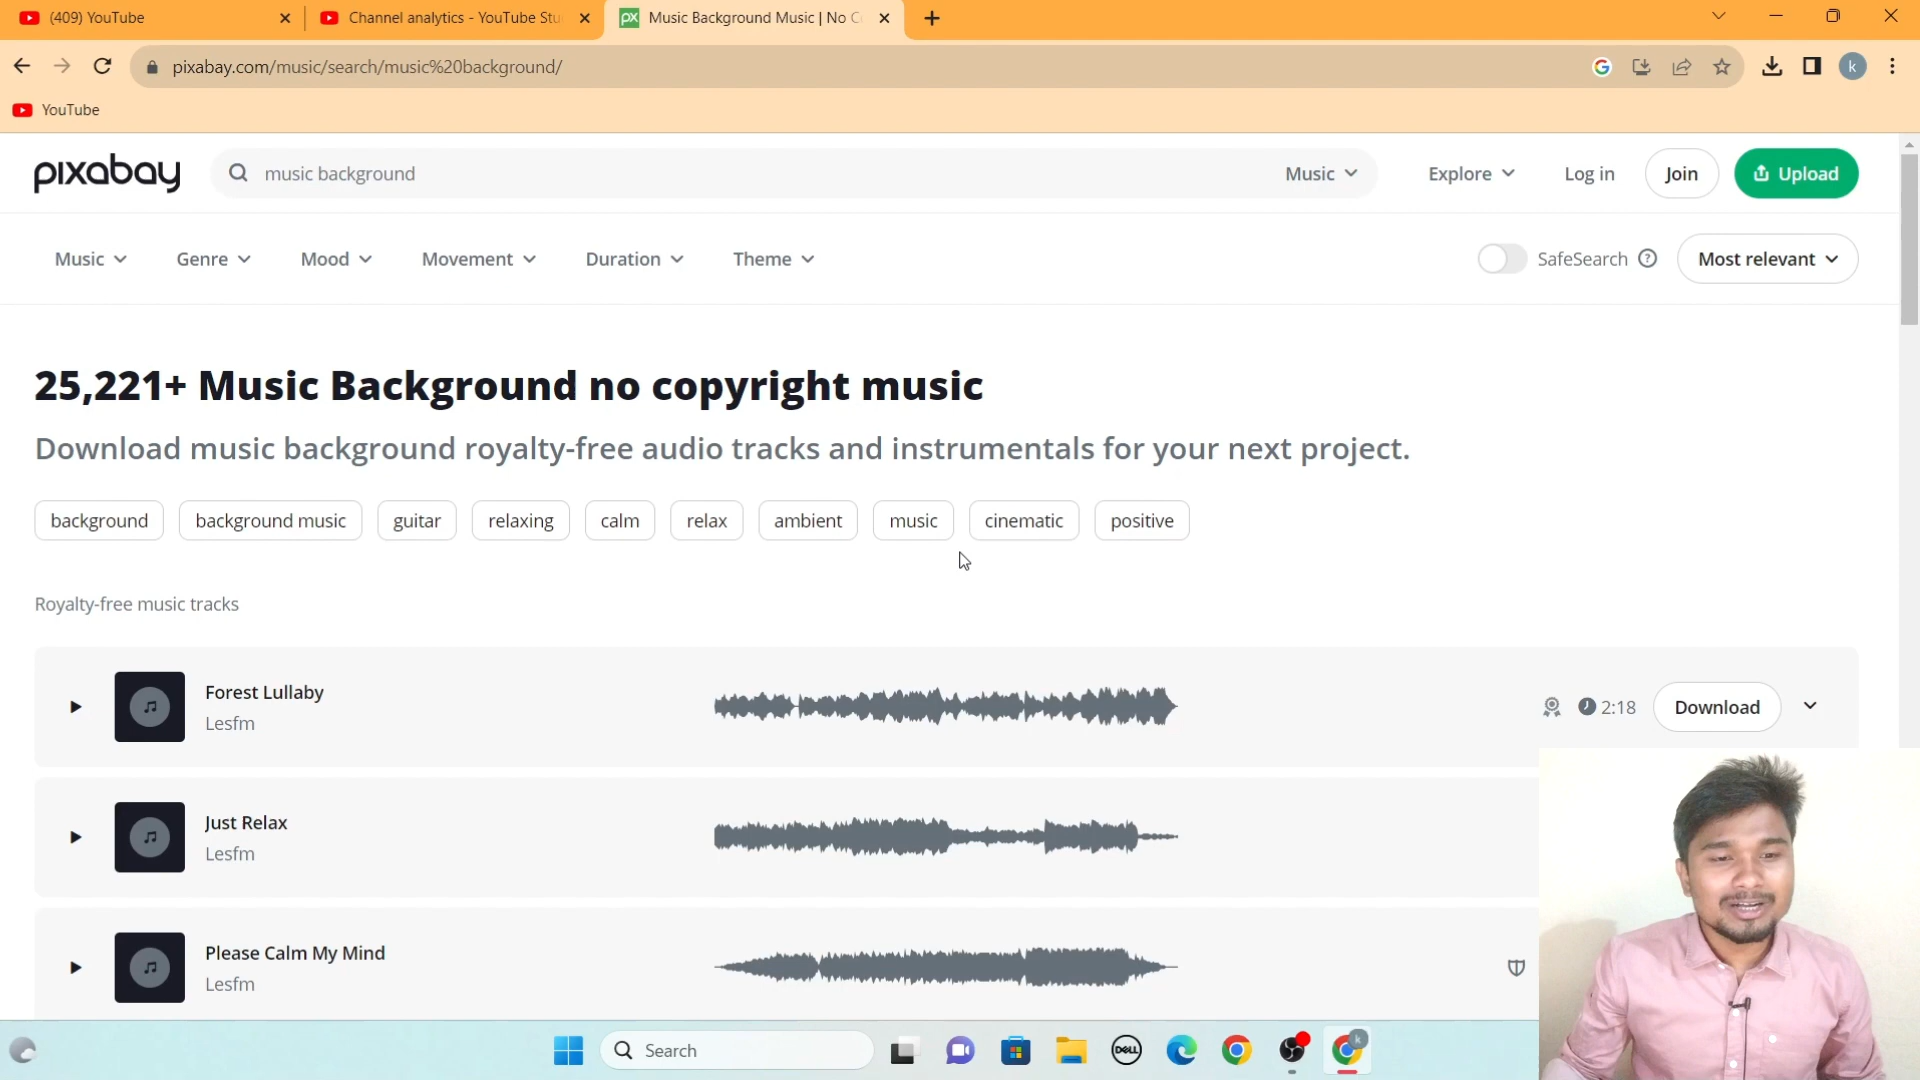 (409) YouTube
Channel analytics - YouTube Stu
Music Background Music | No C
pixabay.com/music/search/music%20background/
k
YouTube
pixabay
music background
Music
Explore
Log in
Join
Upload
Music
Genre
Mood
Movement
Duration
Theme
SafeSearch
Most relevant
25,221+ Music Background no copyright music
Download music background royalty-free audio tracks and instrumentals for your next project.
background
background music
guitar
relaxing
calm
relax
ambient
music
cinematic
positive
Royalty-free music tracks
Forest Lullaby
Lesfm
2:18
Download
Just Relax
Lesfm
Please Calm My Mind
Lesfm
Search
DELL
k